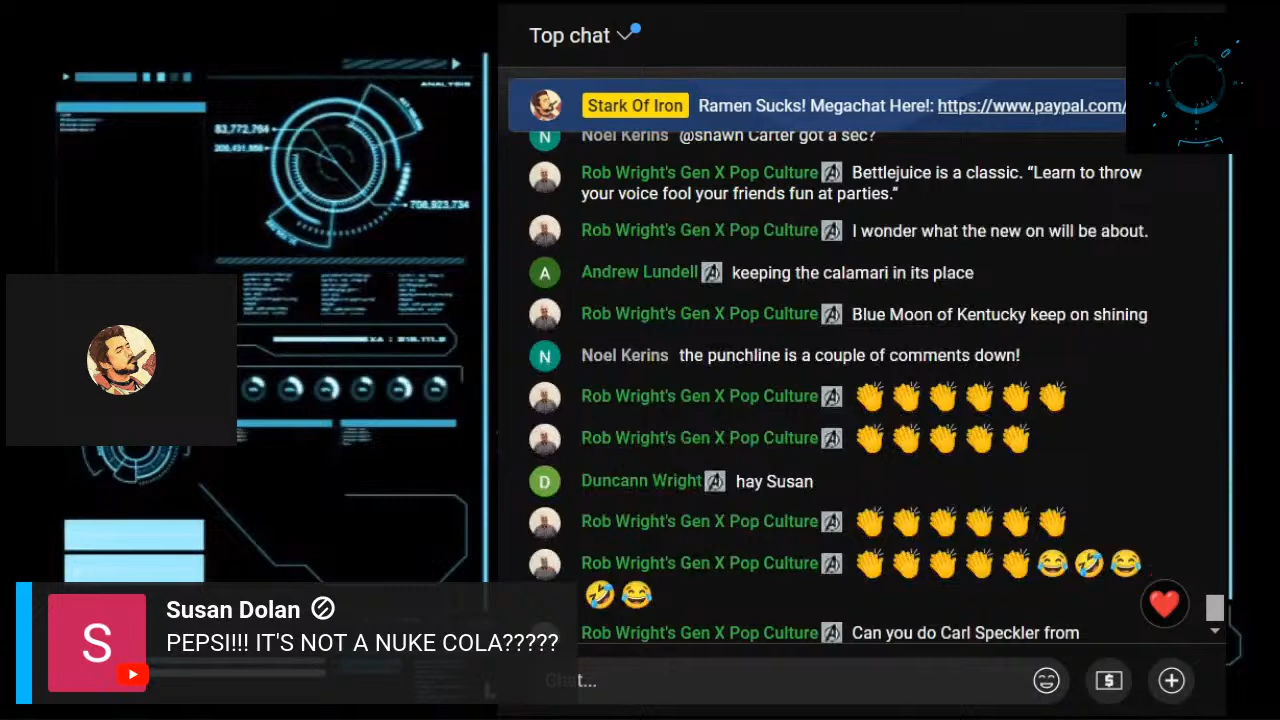 Top chat
ANALYSIS
Stark Of Iron Ramen Sucks! Megachat Here!: https://www.paypal.com/
83,772,764
Noel Kerins @shawn Carter got a sec?
Rob Wright's Gen X Pop Culture Bettlejuice is a classic. “Learn to throw
your voice fool your friends fun at parties.”
Rob Wright's Gen X Pop Culture I wonder what the new on will be about.
A Andrew Lundell keeping the calamari in its place
Rob Wright's Gen X Pop Culture Blue Moon of Kentucky keep on shining
N Noel Kerins the punchline is a couple of comments down!
Rob Wright's Gen X Pop Culture 👏👏👏👏👏👏
Rob Wright's Gen X Pop Culture 👏👏👏👏👏
D Duncann Wright hay Susan
Rob Wright's Gen X Pop Culture 👏👏👏👏👏👏
Rob Wright's Gen X Pop Culture 👏👏👏👏👏😂🤣😂
🤣😂
Rob Wright's Gen X Pop Culture Can you do Carl Speckler from
S
Susan Dolan
PEPSI!!! IT'S NOT A NUKE COLA?????
Chat...